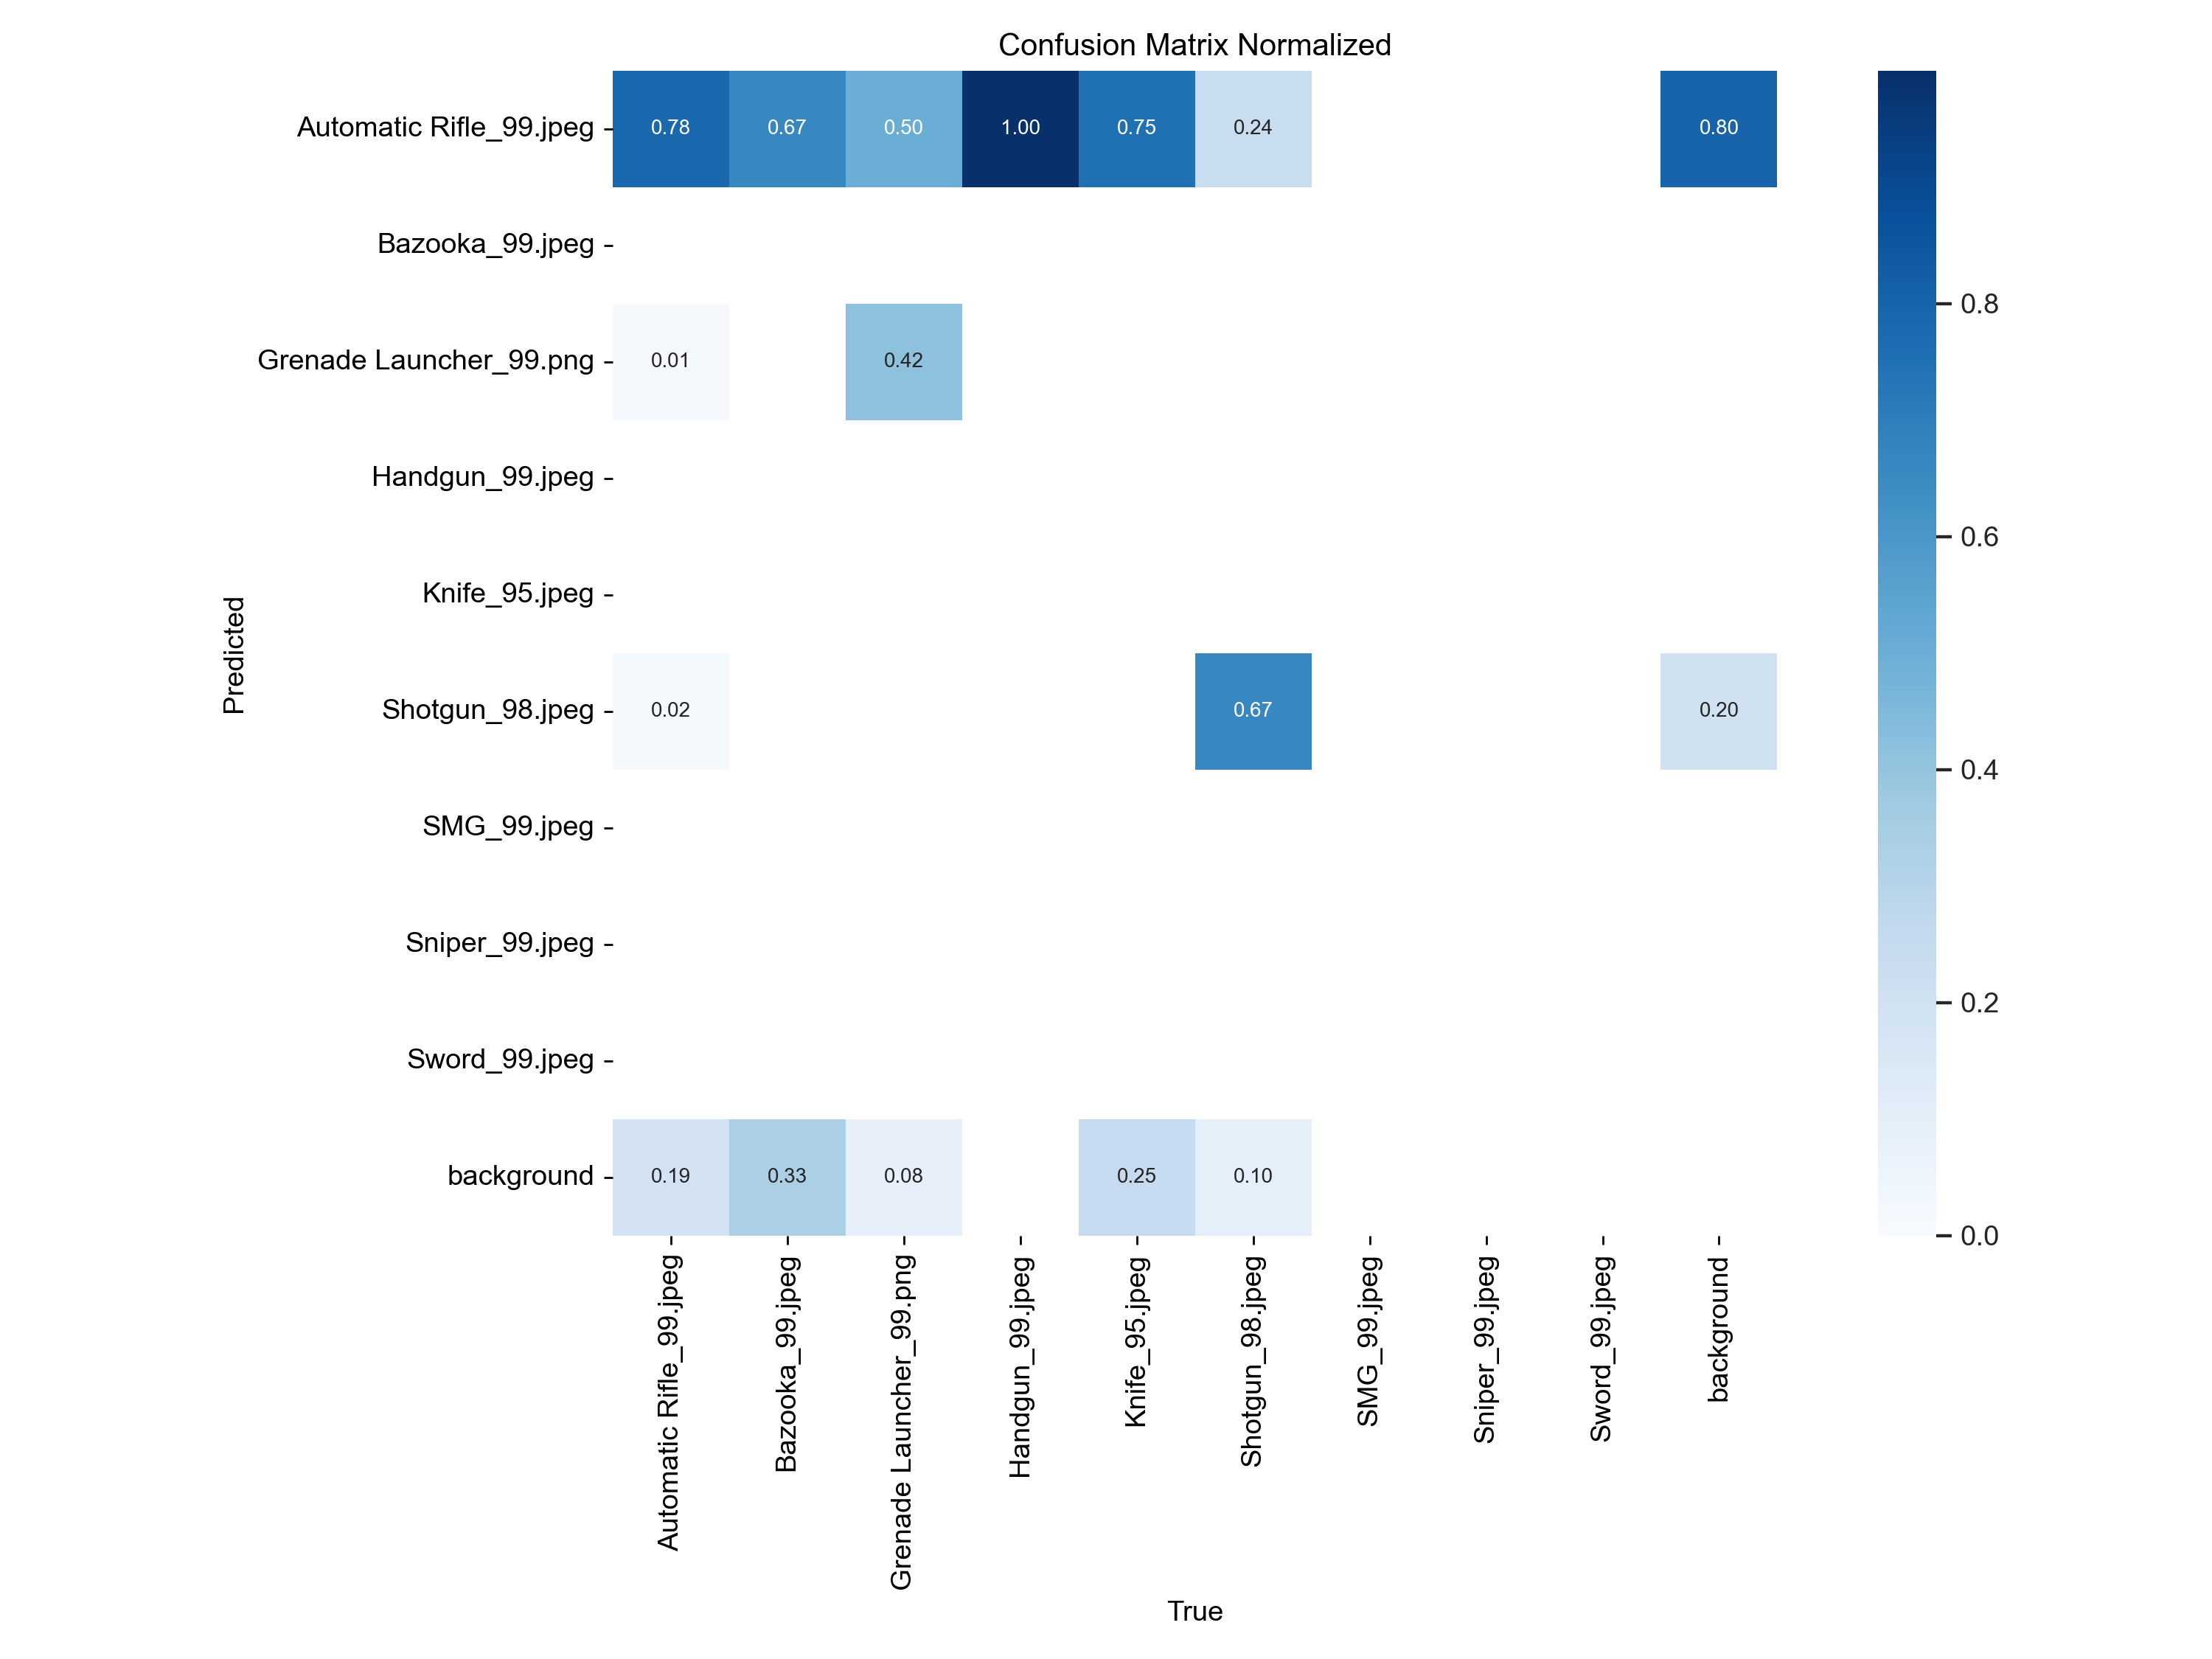 Confusion Matrix Normalized
Automatic Rifle_99.jpeg 0.78 0.67 0.50 1.00 0.75 0.24 0.80
Bazooka_99.jpeg
Grenade Launcher_99.png 0.01 0.42
Handgun_99.jpeg
Knife_95.jpeg
Shotgun_98.jpeg 0.02 0.67 0.20
SMG_99.jpeg
Sniper_99.jpeg
Sword_99.jpeg
background 0.19 0.33 0.08 0.25 0.10
Predicted
Automatic Rifle_99.jpeg
Bazooka_99.jpeg
Grenade Launcher_99.png
Handgun_99.jpeg
Knife_95.jpeg
Shotgun_98.jpeg
SMG_99.jpeg
Sniper_99.jpeg
Sword_99.jpeg
background
True
0.8
0.6
0.4
0.2
0.0